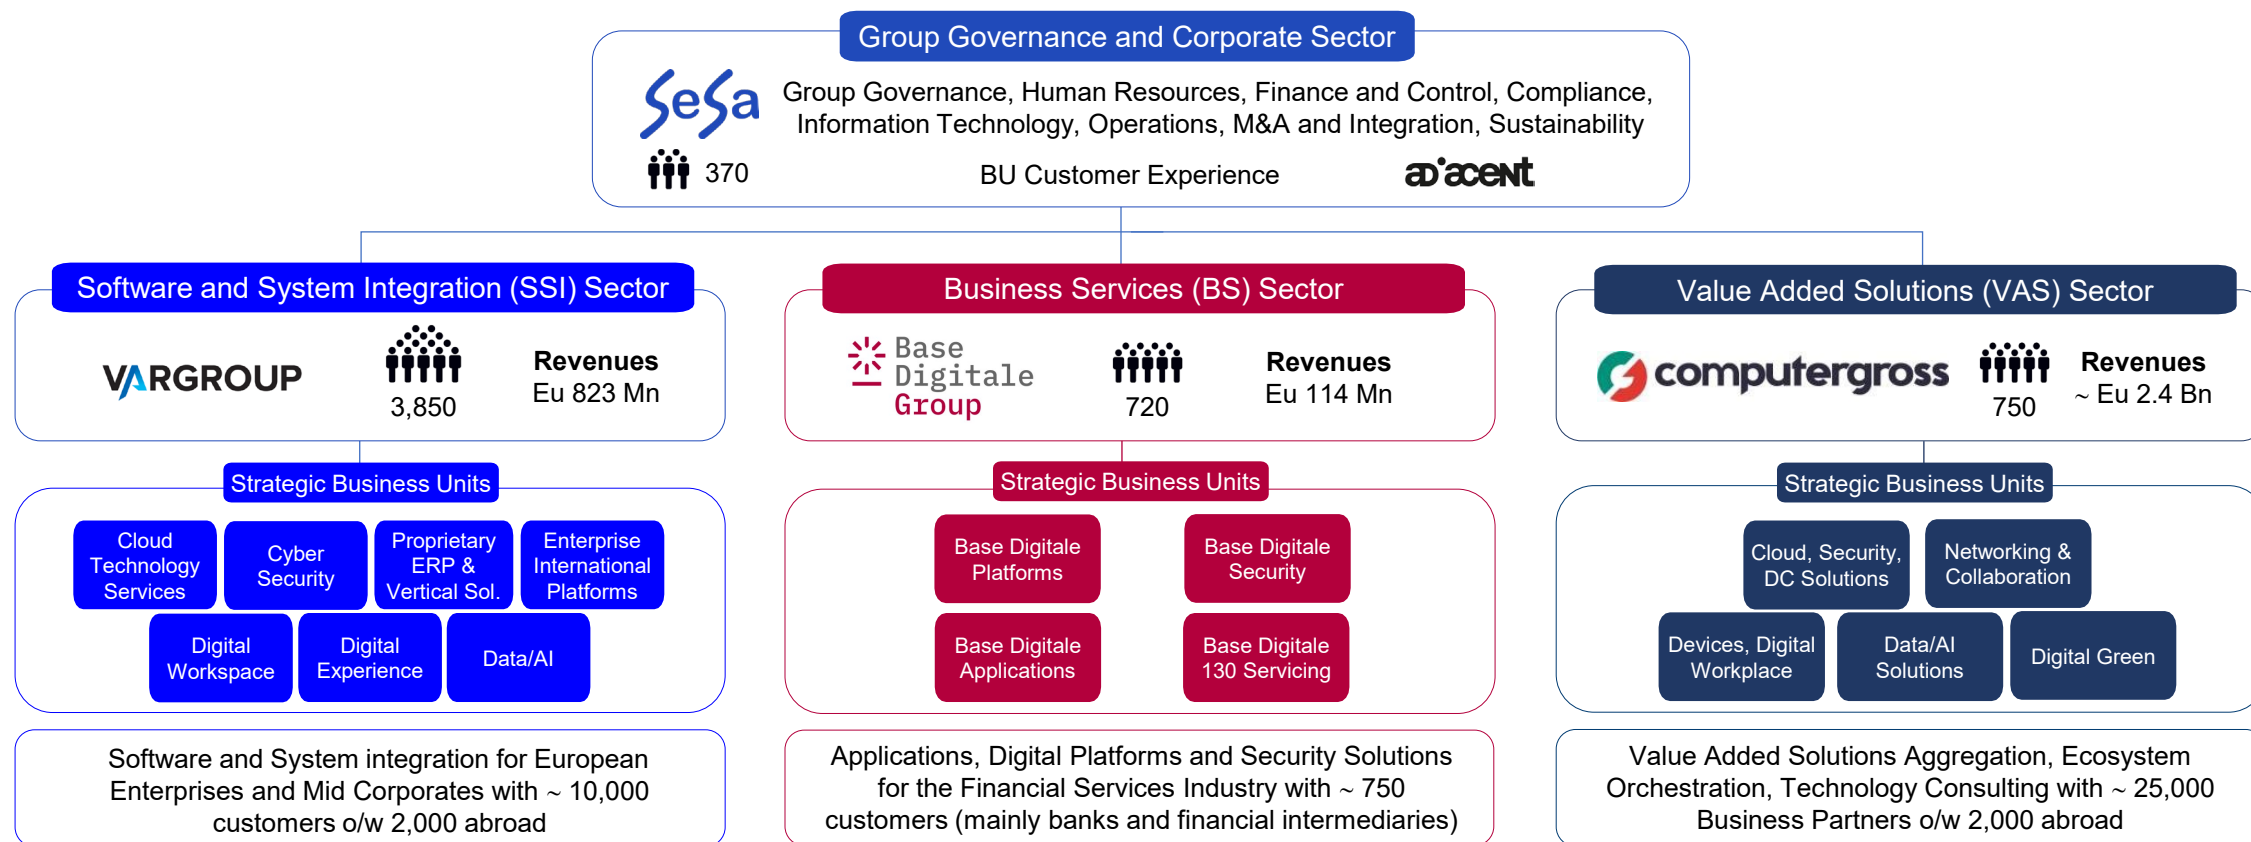 Group Governance and Corporate Sector
SeSa
Group Governance, Human Resources, Finance and Control, Compliance,
Information Technology, Operations, M&A and Integration, Sustainability
370
BU Customer Experience
adiacent
Software and System Integration (SSI) Sector
VARGROUP
3,850
Revenues
Eu 823 Mn
Strategic Business Units
Cloud
Technology
Services
Cyber
Security
Proprietary
ERP &
Vertical Sol.
Enterprise
International
Platforms
Digital
Workspace
Digital
Experience
Data/AI
Software and System integration for European
Enterprises and Mid Corporates with ~ 10,000
customers o/w 2,000 abroad
Business Services (BS) Sector
Base
Digitale
Group
720
Revenues
Eu 114 Mn
Strategic Business Units
Base Digitale
Platforms
Base Digitale
Security
Base Digitale
Applications
Base Digitale
130 Servicing
Applications, Digital Platforms and Security Solutions
for the Financial Services Industry with ~ 750
customers (mainly banks and financial intermediaries)
Value Added Solutions (VAS) Sector
computergross
750
Revenues
~ Eu 2.4 Bn
Strategic Business Units
Cloud, Security,
DC Solutions
Networking &
Collaboration
Devices, Digital
Workplace
Data/AI
Solutions
Digital Green
Value Added Solutions Aggregation, Ecosystem
Orchestration, Technology Consulting with ~ 25,000
Business Partners o/w 2,000 abroad